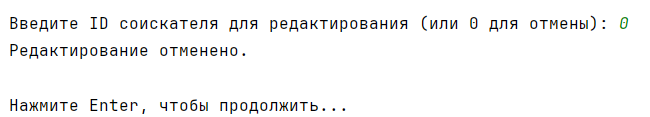 Введите ID соискателя для редактирования (или 0 для отмены): 0
Редактирование отменено.
Нажмите Enter, чтобы продолжить...